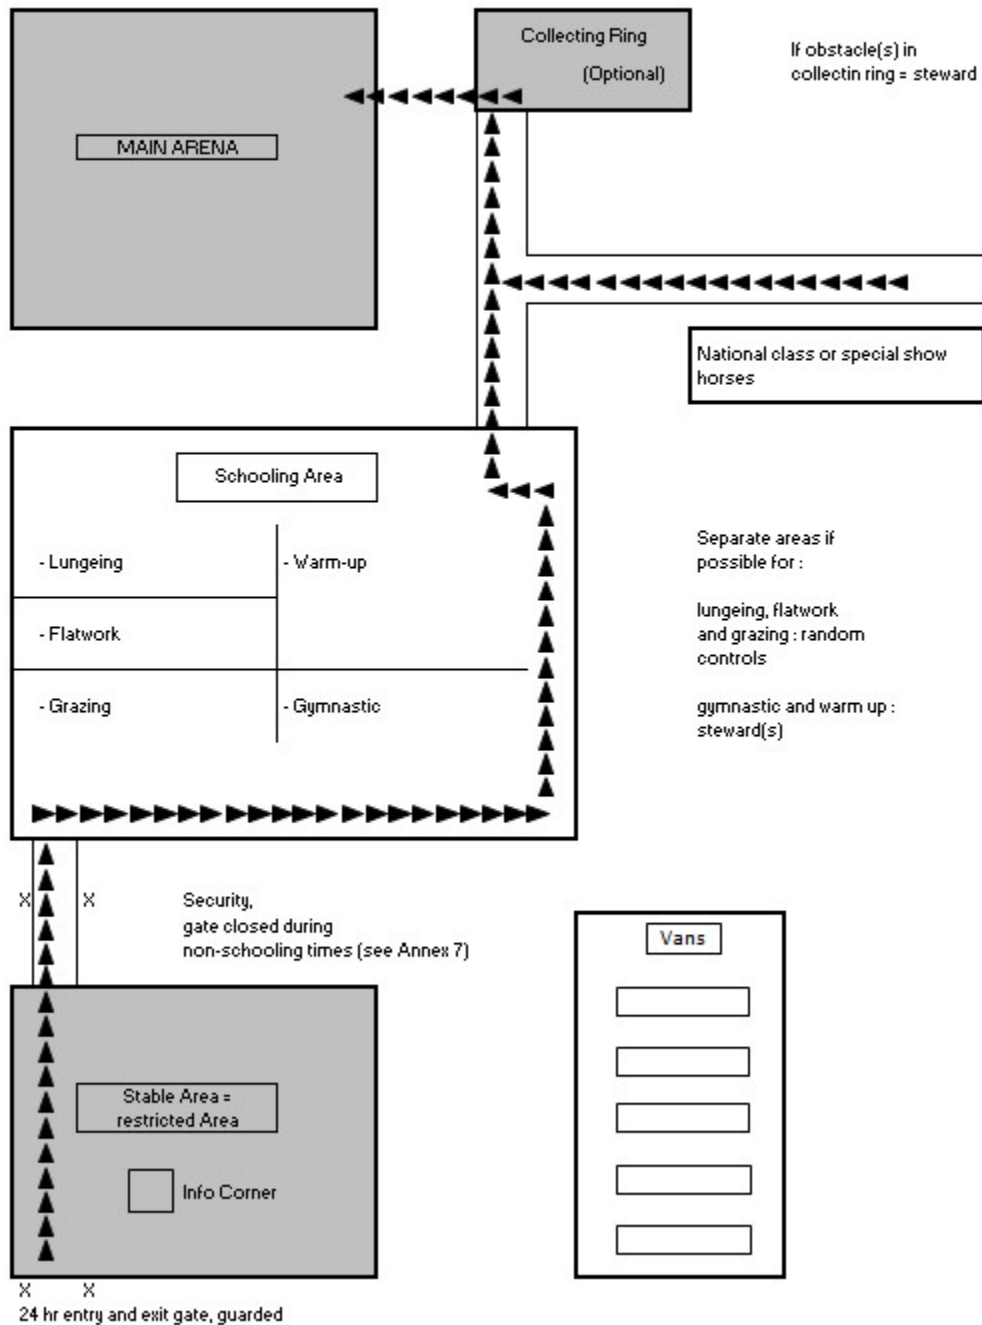 Collecting Ring
(Optional)
If obstacle(s) in
collectin ring = steward
MAIN ARENA
National class or special show
horses
Schooling Area
- Lungeing
- Warm-up
- Flatwork
- Grazing
- Gymnastic
Separate areas if
possible for :
lungeing, flatwork
and grazing : random
controls
gymnastic and warm up :
steward(s)
X
X
Security,
gate closed during
non-schooling times (see Annex 7)
Vans
Stable Area =
restricted Area
Info Corner
X
X
24 hr entry and exit gate, guarded